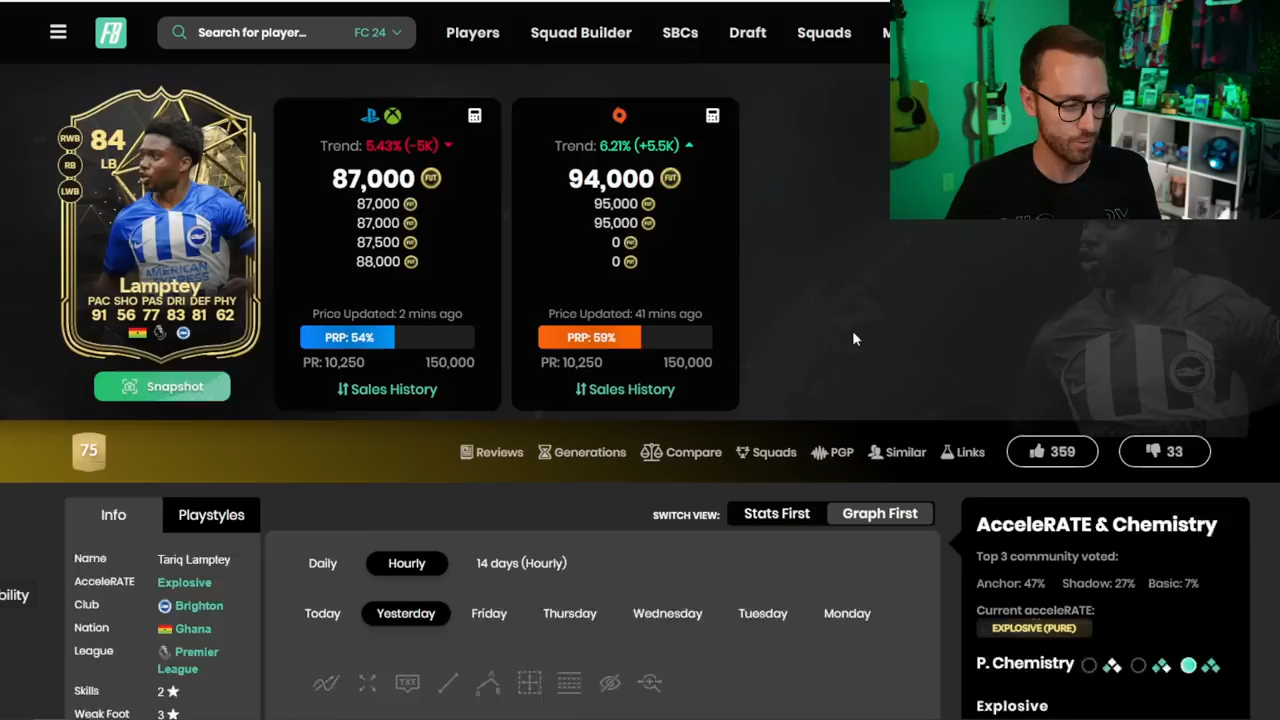 FB
Search for player...
FC 24
Players
Squad Builder
SBCs
Draft
Squads
M
RWB
RB
LWB
84
LB
AMERICAN EXPRESS
Lamptey
PAC SHO PAS DRI DEF PHY
91 56 77 83 81 62
Snapshot
Trend: 5.43% (-5K)
87,000 FUT
87,000
87,000
87,500
88,000
Price Updated: 2 mins ago
PRP: 54%
PR: 10,250
150,000
Sales History
Trend: 6.21% (+5.5K)
94,000 FUT
95,000
95,000
0
0
Price Updated: 41 mins ago
PRP: 59%
PR: 10,250
150,000
Sales History
75
Reviews
Generations
Compare
Squads
PGP
Similar
Links
359
33
Info
Playstyles
SWITCH VIEW:
Stats First
Graph First
Name
Tariq Lamptey
AcceleRATE
Explosive
Club
Brighton
Nation
Ghana
League
Premier
League
Skills
2
Weak Foot
3
bility
Daily
Hourly
14 days (Hourly)
Today
Yesterday
Friday
Thursday
Wednesday
Tuesday
Monday
TXT
AcceleRATE & Chemistry
Top 3 community voted:
Anchor: 47%
Shadow: 27%
Basic: 7%
Current acceleRATE:
EXPLOSIVE (PURE)
P. Chemistry
Explosive